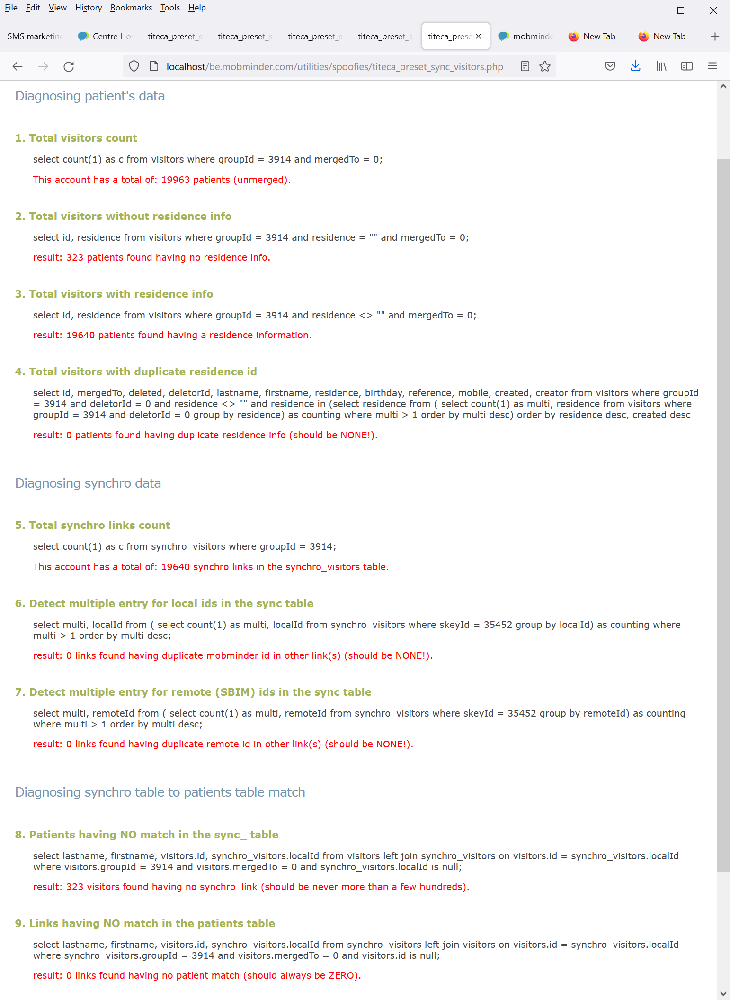 File Edit View History Bookmarks Tools Help
SMS marketing Centre Ho titeca_preset_s titeca_preset_s titeca_preset_s titeca_preset_s titeca_prese mobminde New Tab New Tab
localhost/be.mobminder.com/utilities/spoofies/titeca_preset_sync_visitors.php
Diagnosing patient's data
1. Total visitors count
select count(1) as c from visitors where groupId = 3914 and mergedTo = 0;
This account has a total of: 19963 patients (unmerged).
2. Total visitors without residence info
select id, residence from visitors where groupId = 3914 and residence = "" and mergedTo = 0;
result: 323 patients found having no residence info.
3. Total visitors with residence info
select id, residence from visitors where groupId = 3914 and residence <> "" and mergedTo = 0;
result: 19640 patients found having a residence information.
4. Total visitors with duplicate residence id
select id, mergedTo, deleted, deletorId, lastname, firstname, residence, birthday, reference, mobile, created, creator from visitors where groupId
= 3914 and deletorId = 0 and residence <> "" and residence in (select residence from ( select count(1) as multi, residence from visitors where
groupId = 3914 and deletorId = 0 group by residence) as counting where multi > 1 order by multi desc) order by residence desc, created desc
result: 0 patients found having duplicate residence info (should be NONE!).
Diagnosing synchro data
5. Total synchro links count
select count(1) as c from synchro_visitors where groupId = 3914;
This account has a total of: 19640 synchro links in the synchro_visitors table.
6. Detect multiple entry for local ids in the sync table
select multi, localId from ( select count(1) as multi, localId from synchro_visitors where skeyId = 35452 group by localId) as counting where
multi > 1 order by multi desc;
result: 0 links found having duplicate mobminder id in other link(s) (should be NONE!).
7. Detect multiple entry for remote (SBIM) ids in the sync table
select multi, remoteId from ( select count(1) as multi, remoteId from synchro_visitors where skeyId = 35452 group by remoteId) as counting
where multi > 1 order by multi desc;
result: 0 links found having duplicate remote id in other link(s) (should be NONE!).
Diagnosing synchro table to patients table match
8. Patients having NO match in the sync_ table
select lastname, firstname, visitors.id, synchro_visitors.localId from visitors left join synchro_visitors on visitors.id = synchro_visitors.localId
where visitors.groupId = 3914 and visitors.mergedTo = 0 and synchro_visitors.localId is null;
result: 323 visitors found having no synchro_link (should be never more than a few hundreds).
9. Links having NO match in the patients table
select lastname, firstname, visitors.id, synchro_visitors.localId from synchro_visitors left join visitors on visitors.id = synchro_visitors.localId
where synchro_visitors.groupId = 3914 and visitors.mergedTo = 0 and visitors.id is null;
result: 0 links found having no patient match (should always be ZERO).